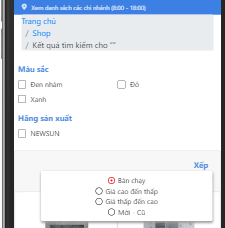 Xem danh sách các chi nhánh (8:00 - 18:00)
Trang chủ
/ Shop
/ Kết quả tìm kiếm cho “”
Màu sắc
Đen nhám
Đỏ
Xanh
Hãng sản xuất
NEWSUN
Xếp
Bán chạy
Giá cao đến thấp
Giá thấp đến cao
Mới - Cũ